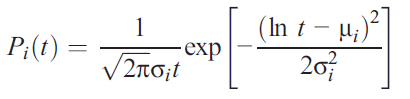 P_i(t) = \frac{1}{\sqrt{2\pi}\sigma_i t} \exp\left[-\frac{(\ln t - \mu_i)^2}{2\sigma_i^2}\right]